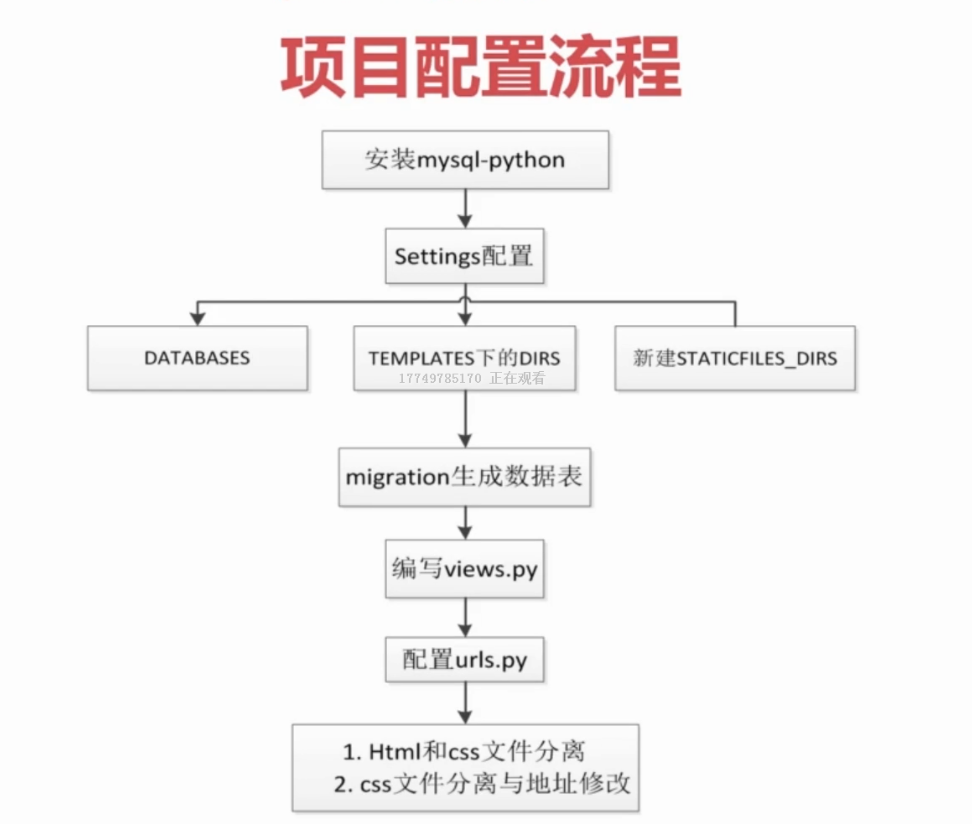 项目配置流程
安装mysql-python
Settings配置
DATABASES
TEMPLATES下的DIRS
新建STATICFILES_DIRS
17749785170 正在观看
migration生成数据表
编写views.py
配置urls.py
1. Html和css文件分离
2. css文件分离与地址修改